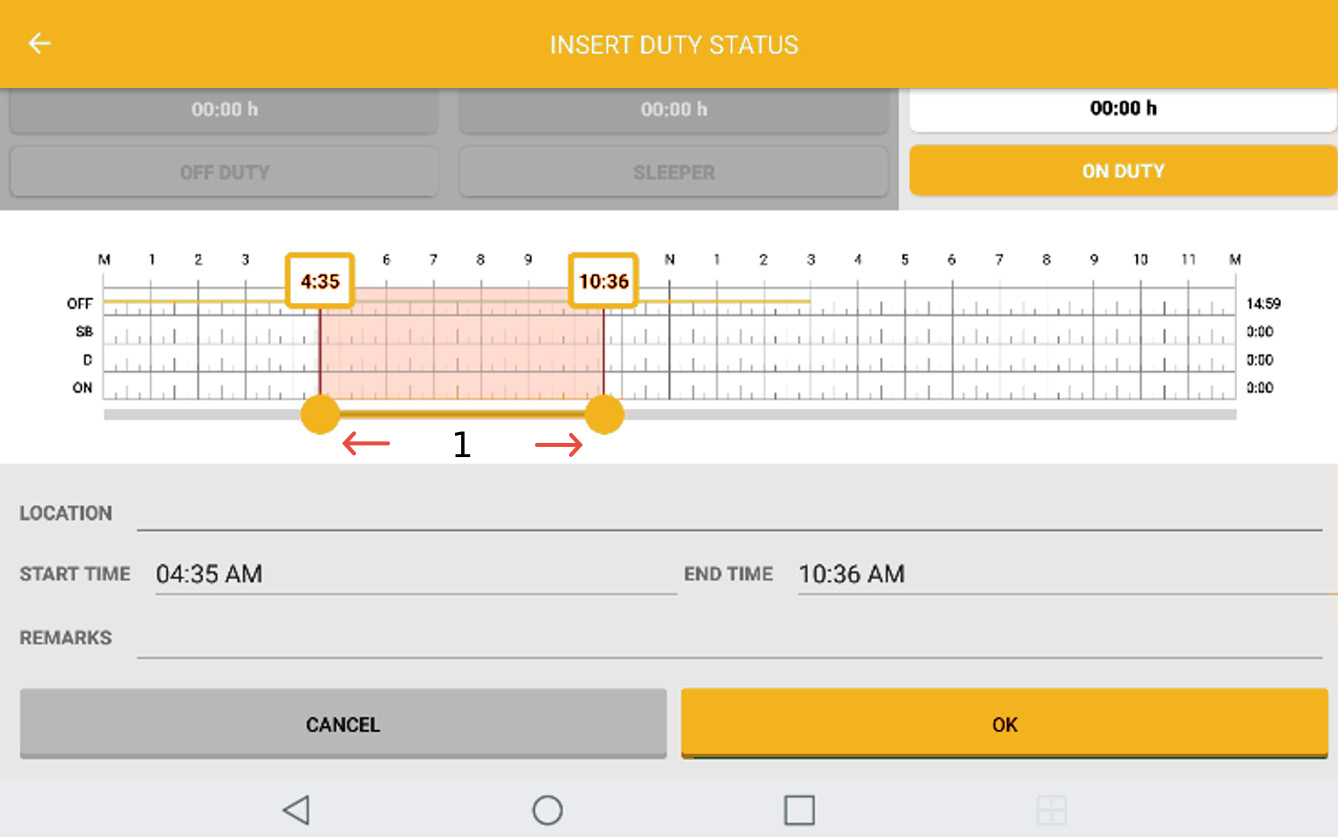 INSERT DUTY STATUS
00:00 h 00:00 h 00:00 h
OFF DUTY SLEEPER ON DUTY
M 1 2 3 6 7 8 9 N 1 2 3 4 5 6 7 8 9 10 11 M
4:35 10:36
OFF 14:59
SB 0:00
D 0:00
ON 0:00
1
LOCATION
START TIME 04:35 AM END TIME 10:36 AM
REMARKS
CANCEL OK